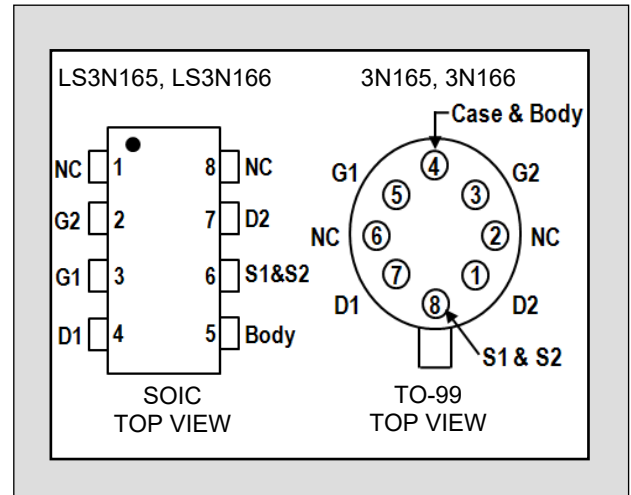 LS3N165, LS3N166
NC 1 8 NC
G2 2 7 D2
G1 3 6 S1&S2
D1 4 5 Body
SOIC
TOP VIEW
3N165, 3N166
Case & Body
G1 4 G2
5 3
NC 6 2 NC
7 1
D1 8 D2
S1 & S2
TO-99
TOP VIEW